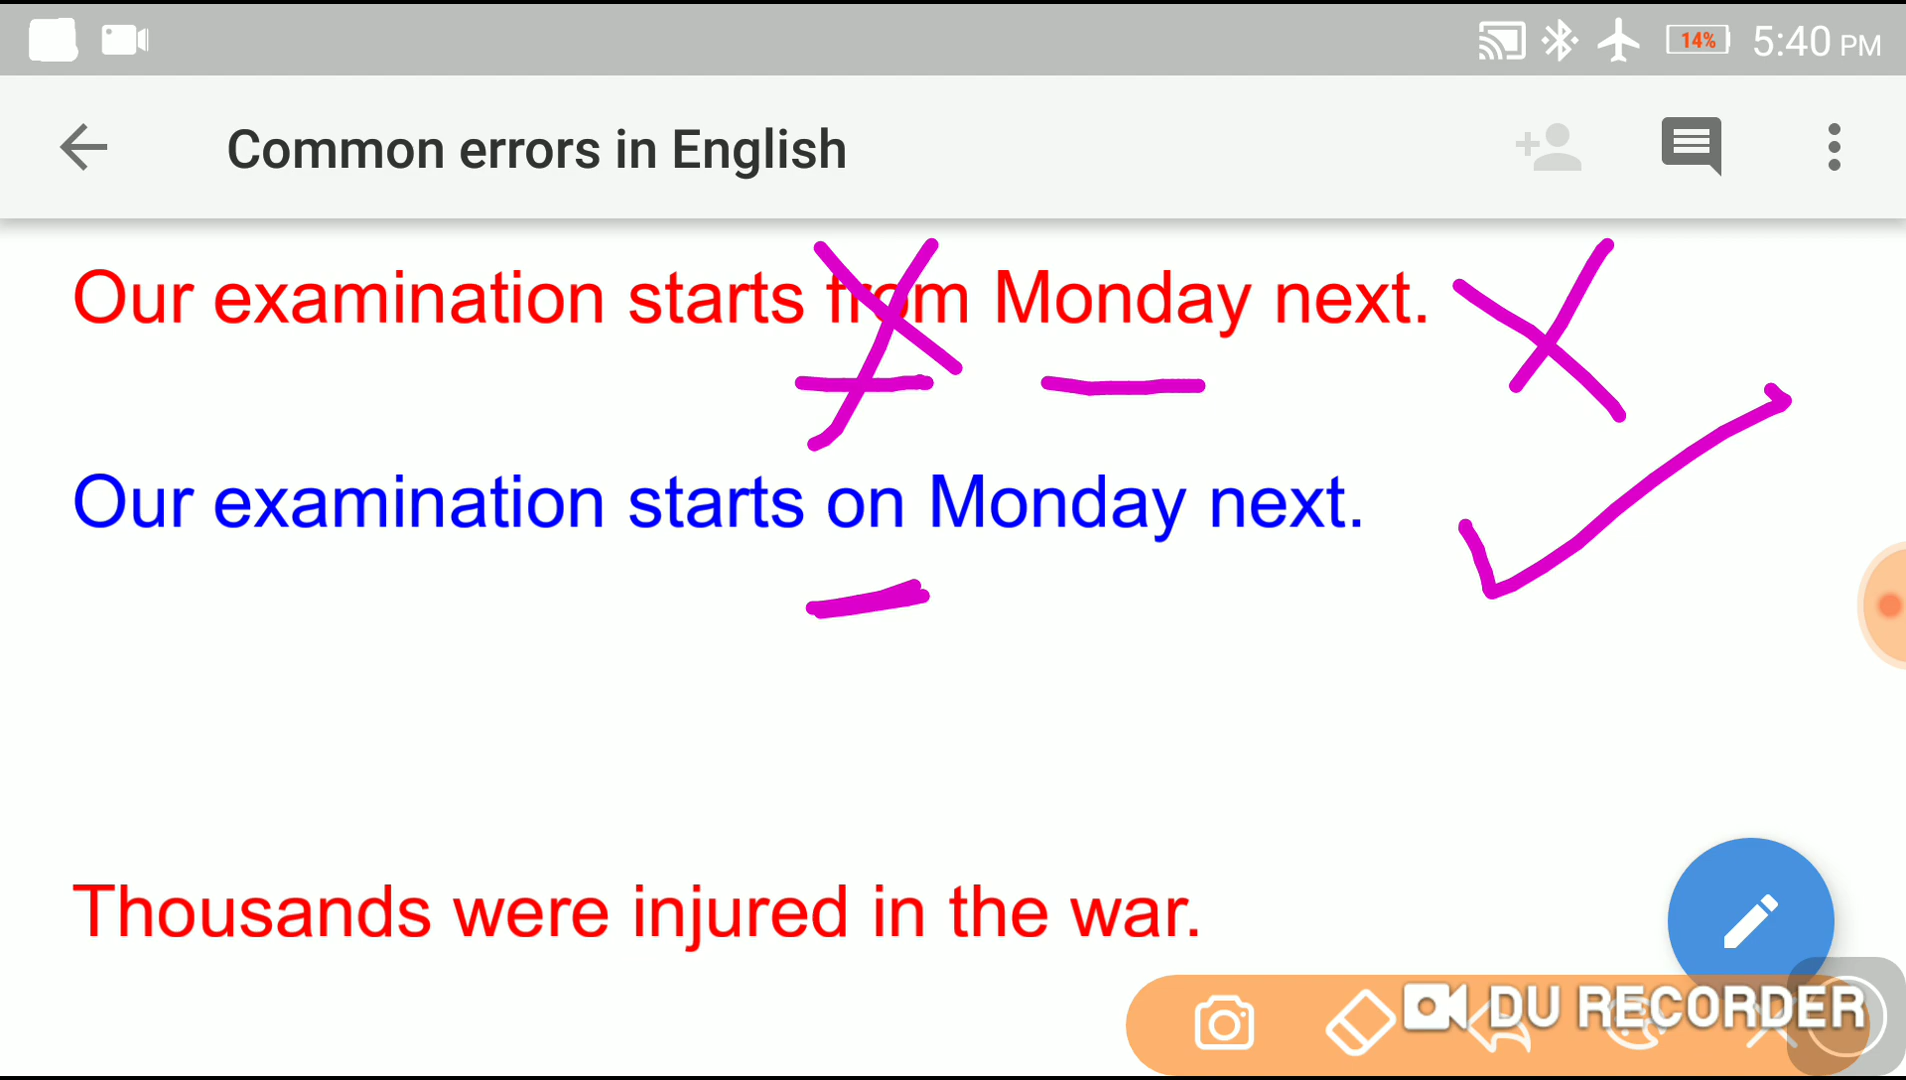 14% 5:40 PM
Common errors in English
Our examination starts from Monday next.
Our examination starts on Monday next.
Thousands were injured in the war.
DU RECORDER